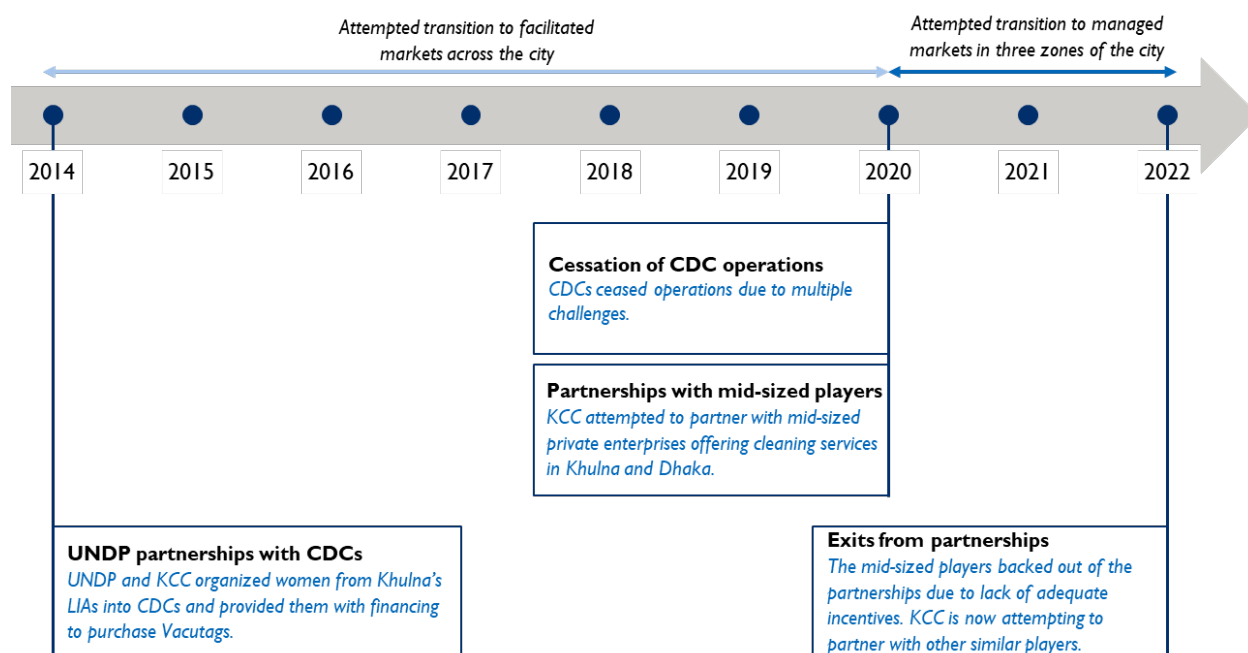 Attempted transition to facilitated
markets across the city
Attempted transition to managed
markets in three zones of the city
2014
2015
2016
2017
2018
2019
2020
2021
2022
Cessation of CDC operations
CDCs ceased operations due to multiple
challenges.
Partnerships with mid-sized players
KCC attempted to partner with mid-sized
private enterprises offering cleaning services
in Khulna and Dhaka.
UNDP partnerships with CDCs
UNDP and KCC organized women from Khulna's
LIAs into CDCs and provided them with financing
to purchase Vacutags.
Exits from partnerships
The mid-sized players backed out of the
partnerships due to lack of adequate
incentives. KCC is now attempting to
partner with other similar players.